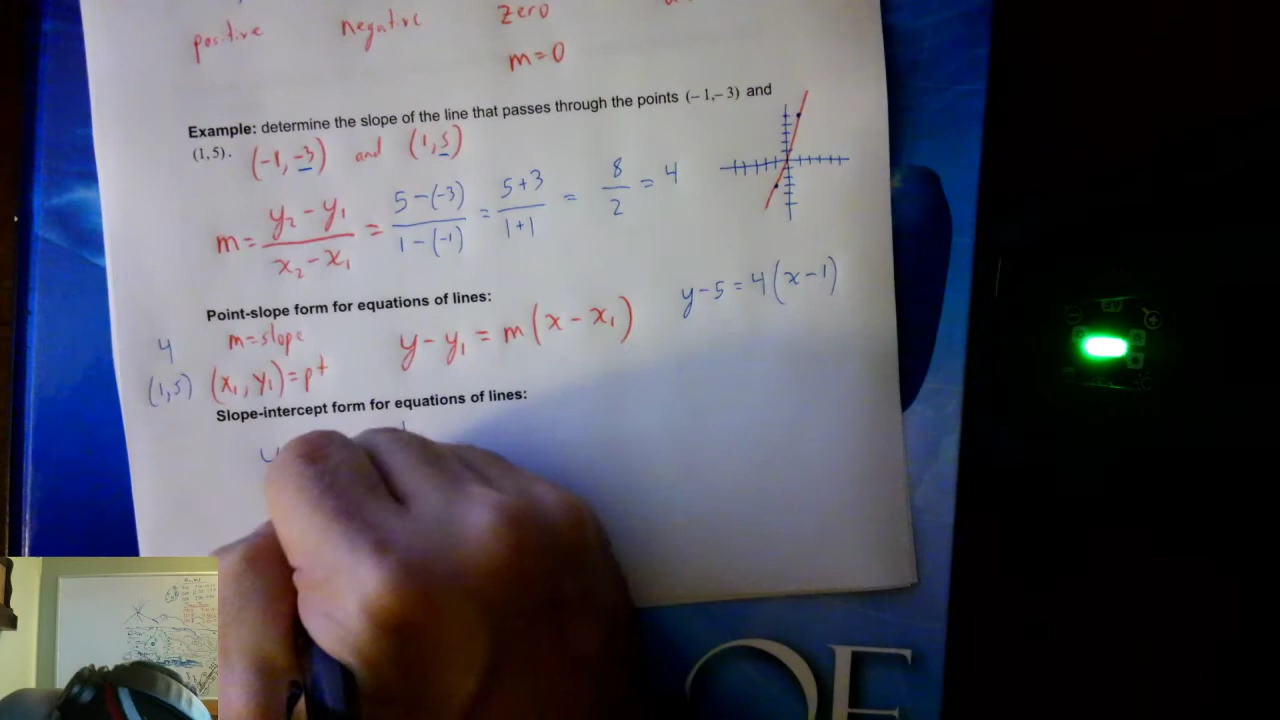 positive negative zero
m=0
Example: determine the slope of the line that passes through the points (−1,−3) and
(1,5). (-1,-3) and (1,5)
m = y₂ - y₁ / x₂ - x₁ = 5-(-3) / 1-(-1) = 5+3 / 1+1 = 8 / 2 = 4
Point-slope form for equations of lines:
y-5=4(x-1)
4 m=slope y-y₁ = m(x-x₁)
(1,5) (x₁, y₁)=pt
Slope-intercept form for equations of lines:
OF